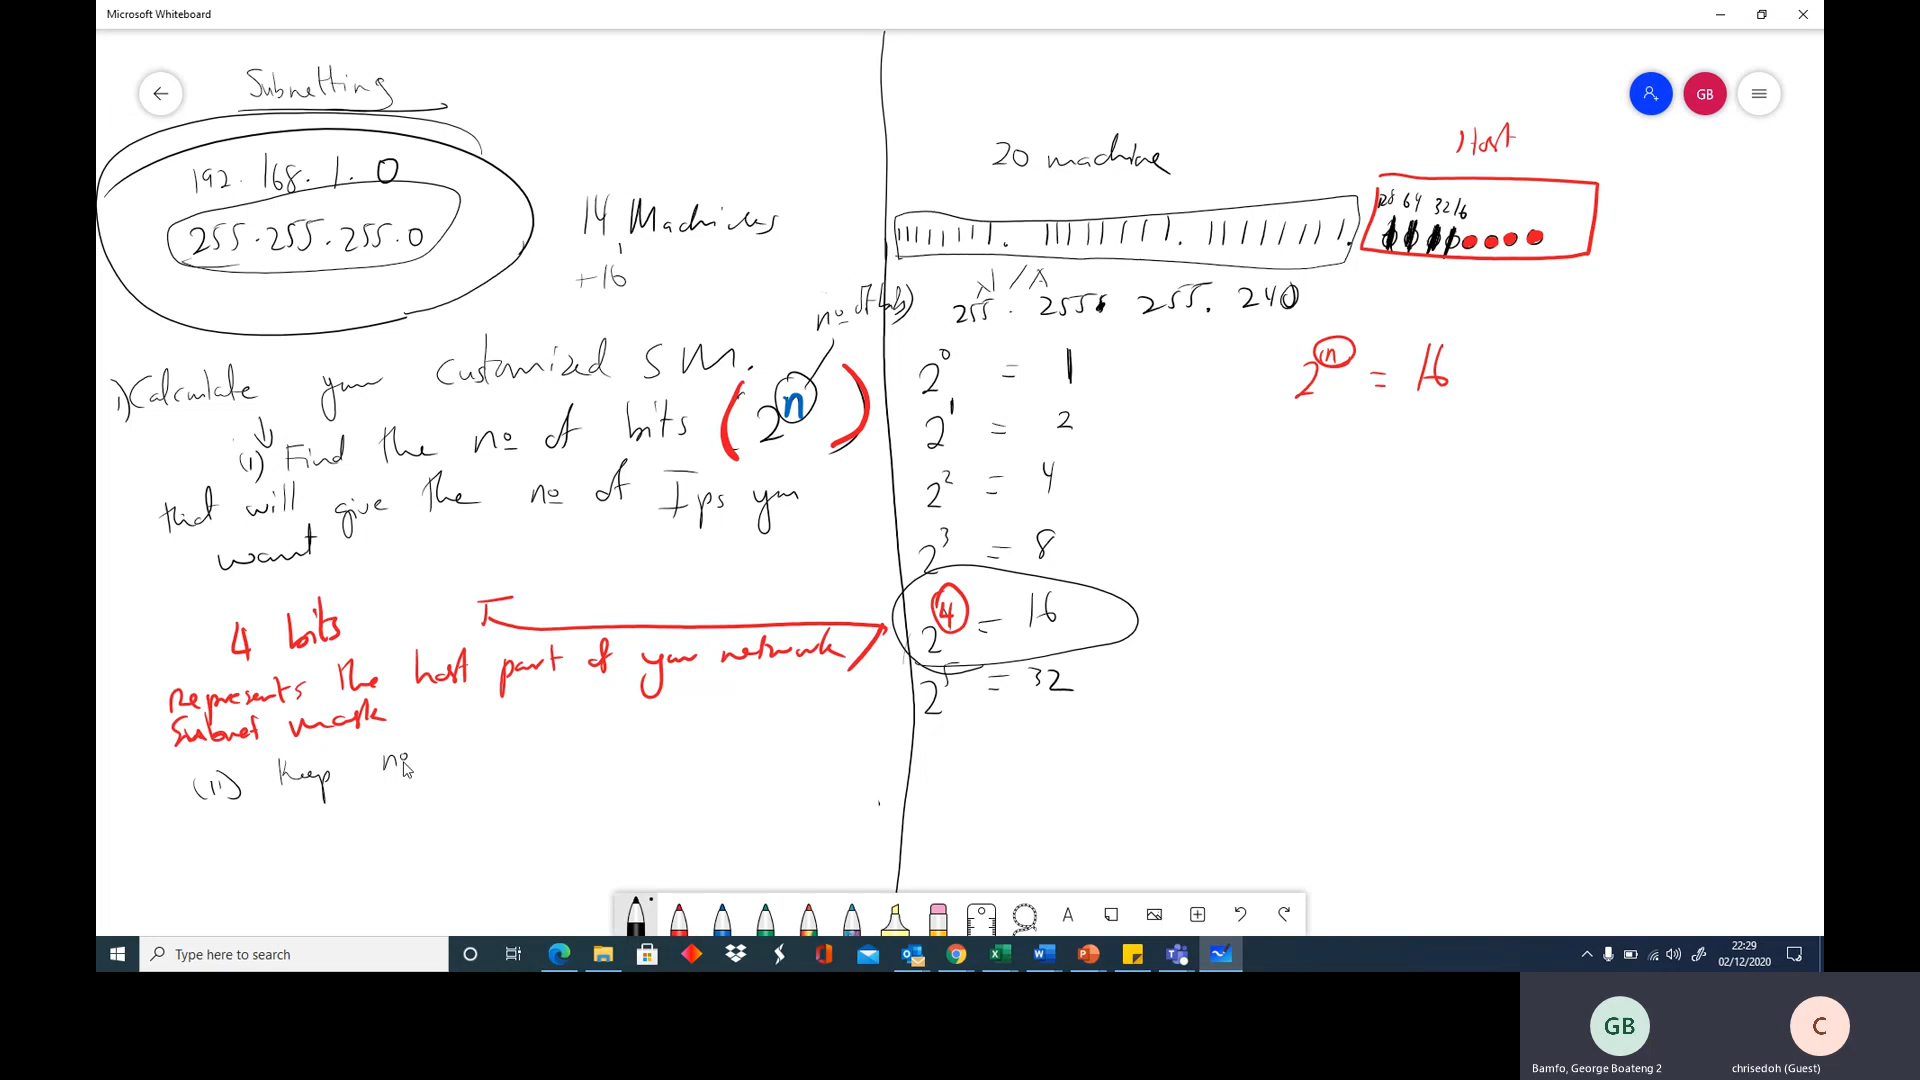 Microsoft Whiteboard
Subnetting
192.168.1.0
255.255.255.0
14 Machines
+16
1) Calculate your customized SM.
(i) Find the no of bits (2^n)
no of bits
that will give the no of Ips you
want
4 bits
Represents the host part of your network
Subnet mask
(ii) Keep no
20 machine
Host
128 64 32 16
255.255.255.240
2^0 = 1
2^1 = 2
2^2 = 4
2^3 = 8
2^4 = 16
2^5 = 32
2^n = 16
GB
A
Type here to search
22:29
02/12/2020
GB
C
Bamfo, George Boateng 2
chrisedoh (Guest)